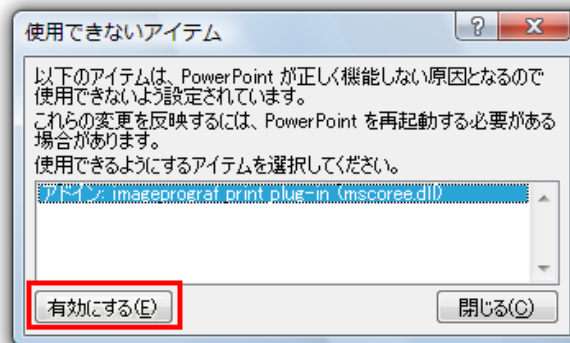 使用できないアイテム
以下のアイテムは、PowerPoint が正しく機能しない原因となるので
使用できないよう設定されています。
これらの変更を反映するには、PowerPoint を再起動する必要がある
場合があります。
使用できるようにするアイテムを選択してください。
アドイン: imageprograf print plug-in (mscoree.dll)
有効にする(E)
閉じる(C)